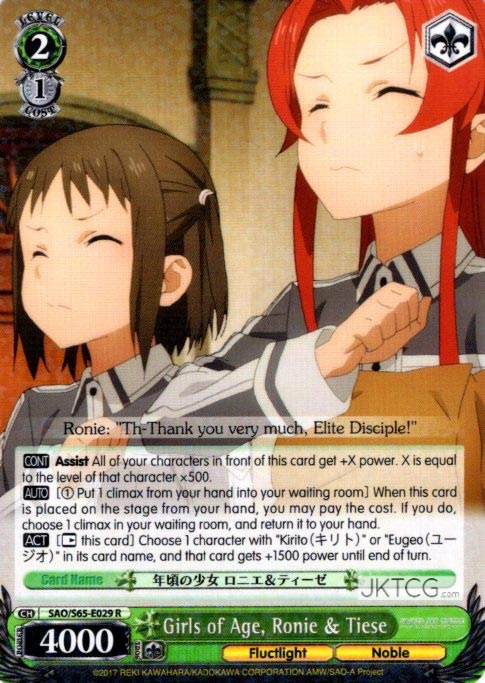 LEVEL
2
1
COST
Ronie: "Th-Thank you very much, Elite Disciple!"
CONT Assist All of your characters in front of this card get +X power. X is equal
to the level of that character ×500.
AUTO [① Put 1 climax from your hand into your waiting room] When this card
is placed on the stage from your hand, you may pay the cost. If you do,
choose 1 climax in your waiting room, and return it to your hand.
ACT [this card] Choose 1 character with "Kirito(キリト)" or "Eugeo(ユー
ジオ)" in its card name, and that card gets +1500 power until end of turn.
Card Name 年頃の少女 ロニエ&ティーゼ
JKTCG.com
CH SAO/S65-E029 R
POWER 4000 SOUL Girls of Age, Ronie & Tiese
Fluctlight Noble
©2017 REKI KAWAHARA/KADOKAWA CORPORATION AMW/SAO-A Project